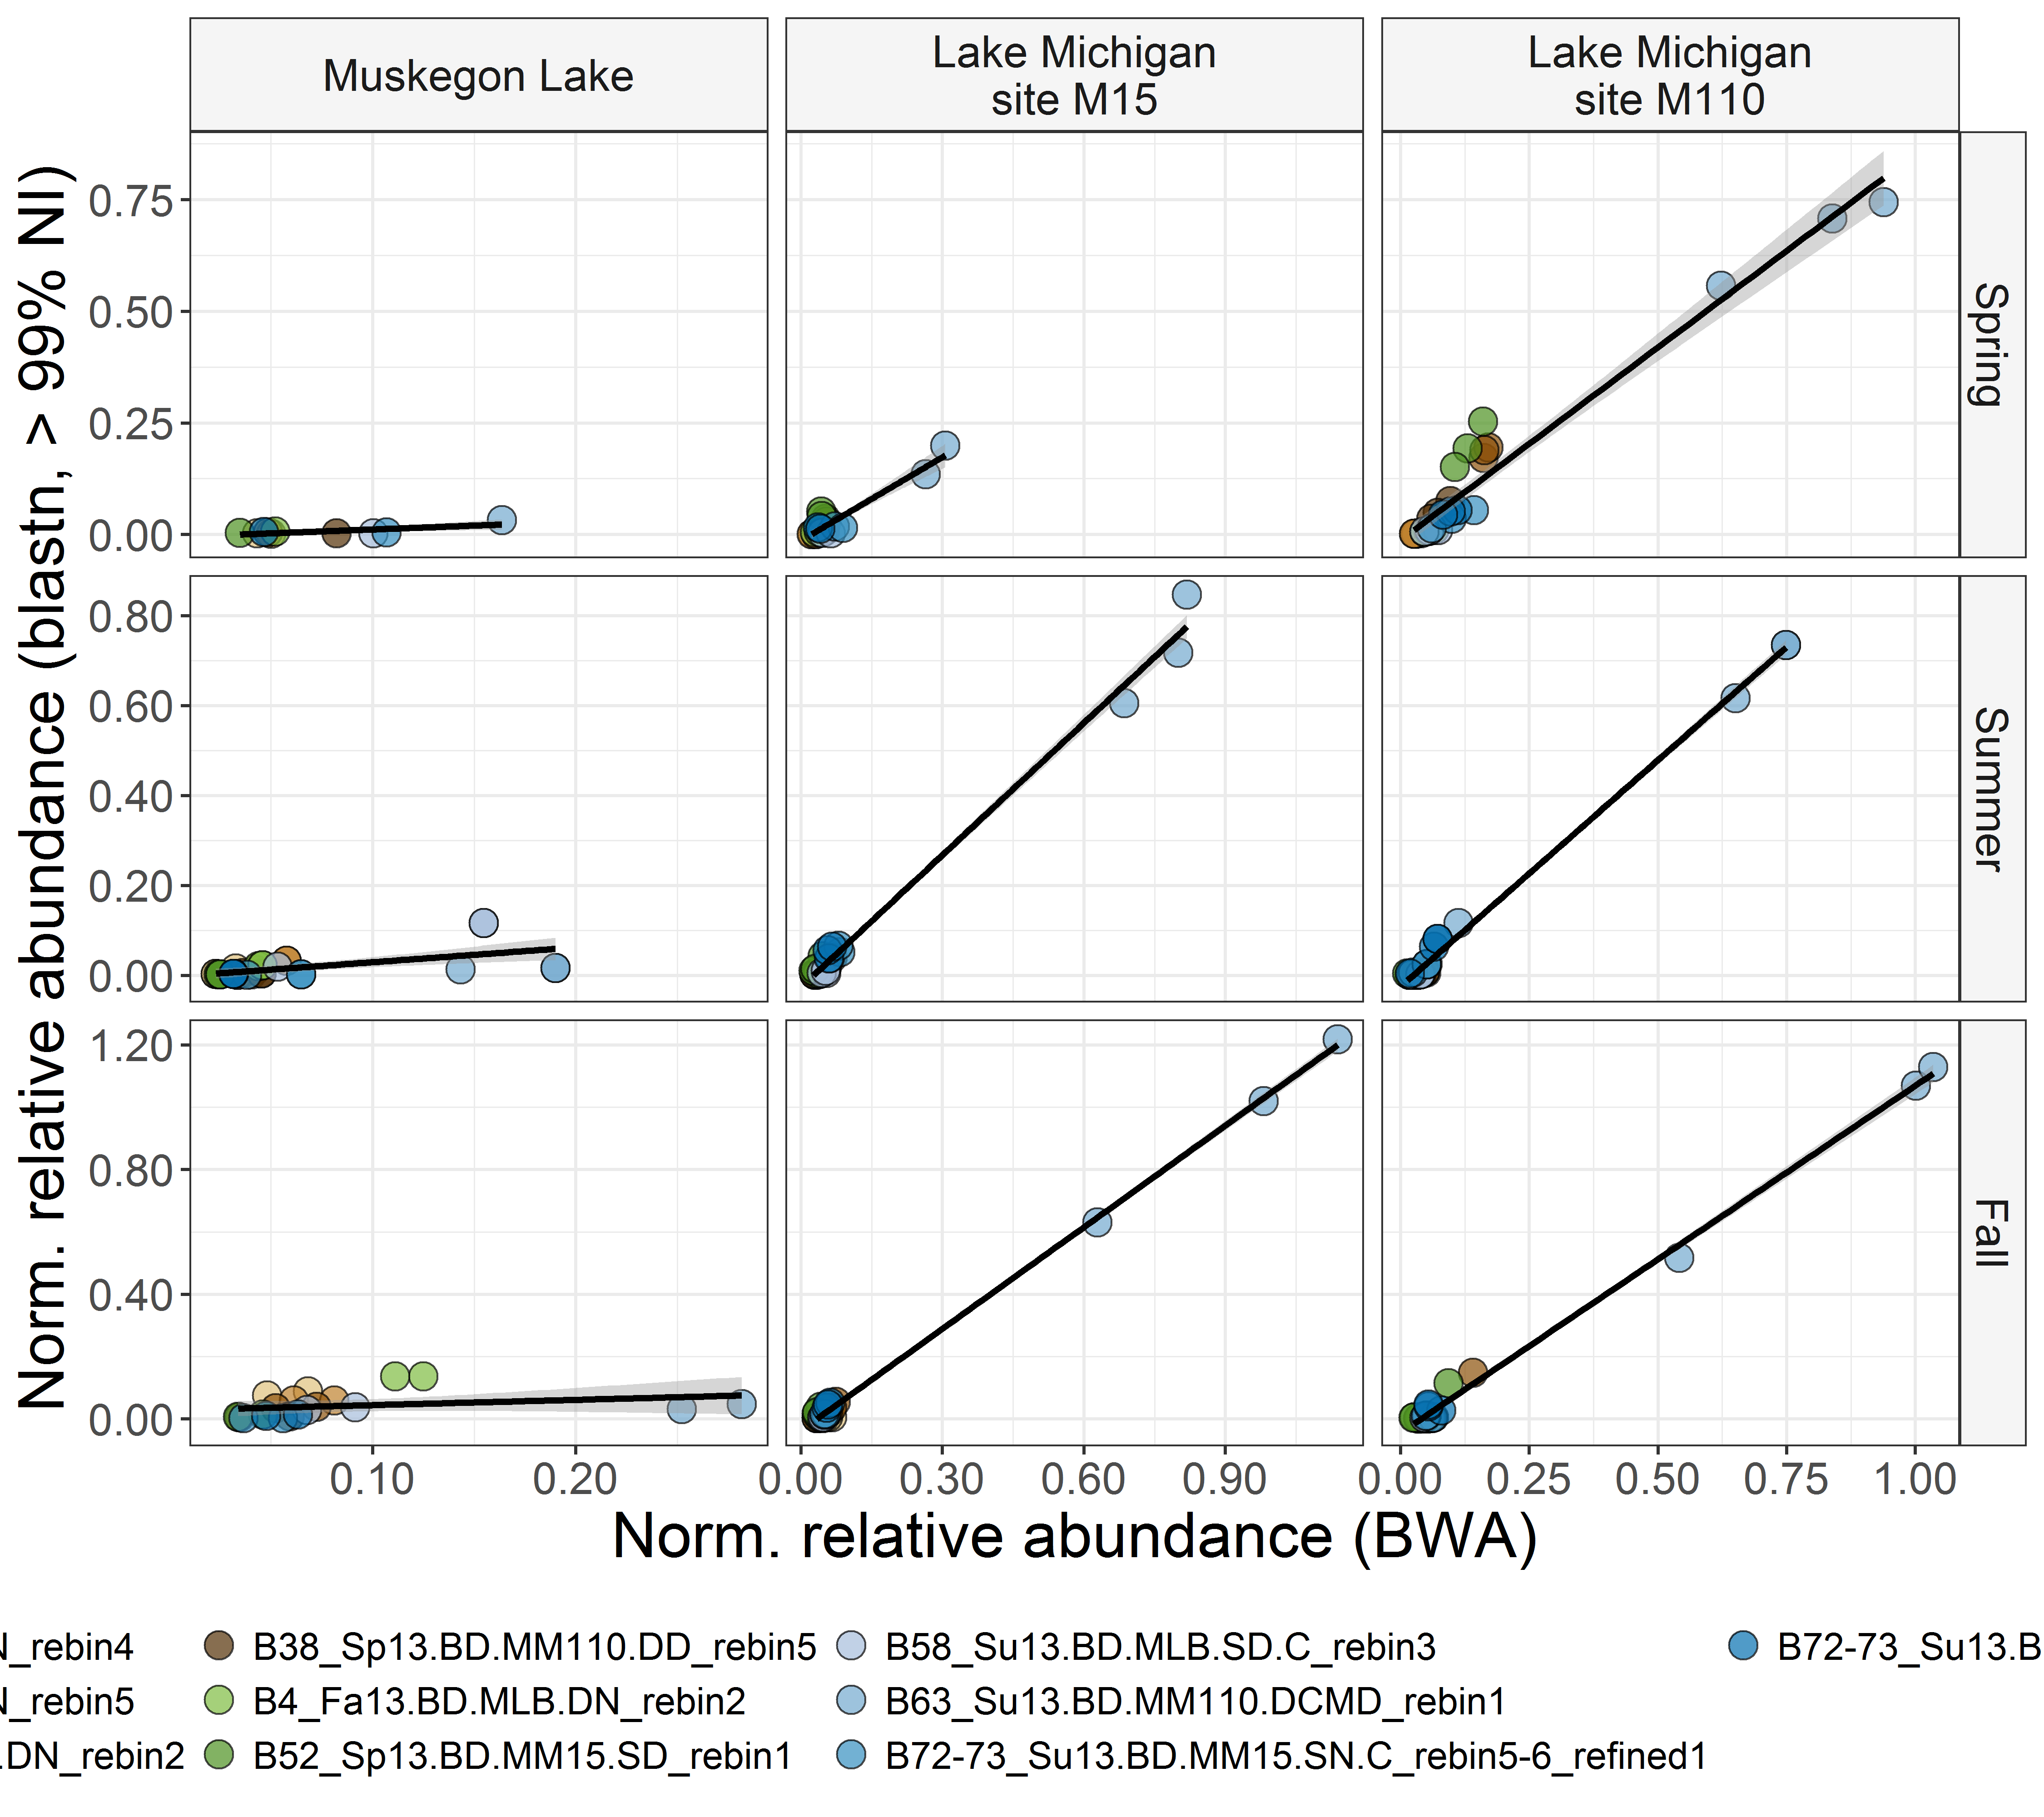 Muskegon Lake
Lake Michigan
site M15
Lake Michigan
site M110
Norm. relative abundance (blastn, > 99% NI)
0.75
0.50
0.25
0.00
Spring
0.80
0.60
0.40
0.20
0.00
Summer
1.20
0.80
0.40
0.00
Fall
0.10 0.20 0.00 0.30 0.60 0.90 0.00 0.25 0.50 0.75 1.00
Norm. relative abundance (BWA)
N_rebin4 B38_Sp13.BD.MM110.DD_rebin5 B58_Su13.BD.MLB.SD.C_rebin3 B72-73_Su13.B
N_rebin5 B4_Fa13.BD.MLB.DN_rebin2 B63_Su13.BD.MM110.DCMD_rebin1
.DN_rebin2 B52_Sp13.BD.MM15.SD_rebin1 B72-73_Su13.BD.MM15.SN.C_rebin5-6_refined1